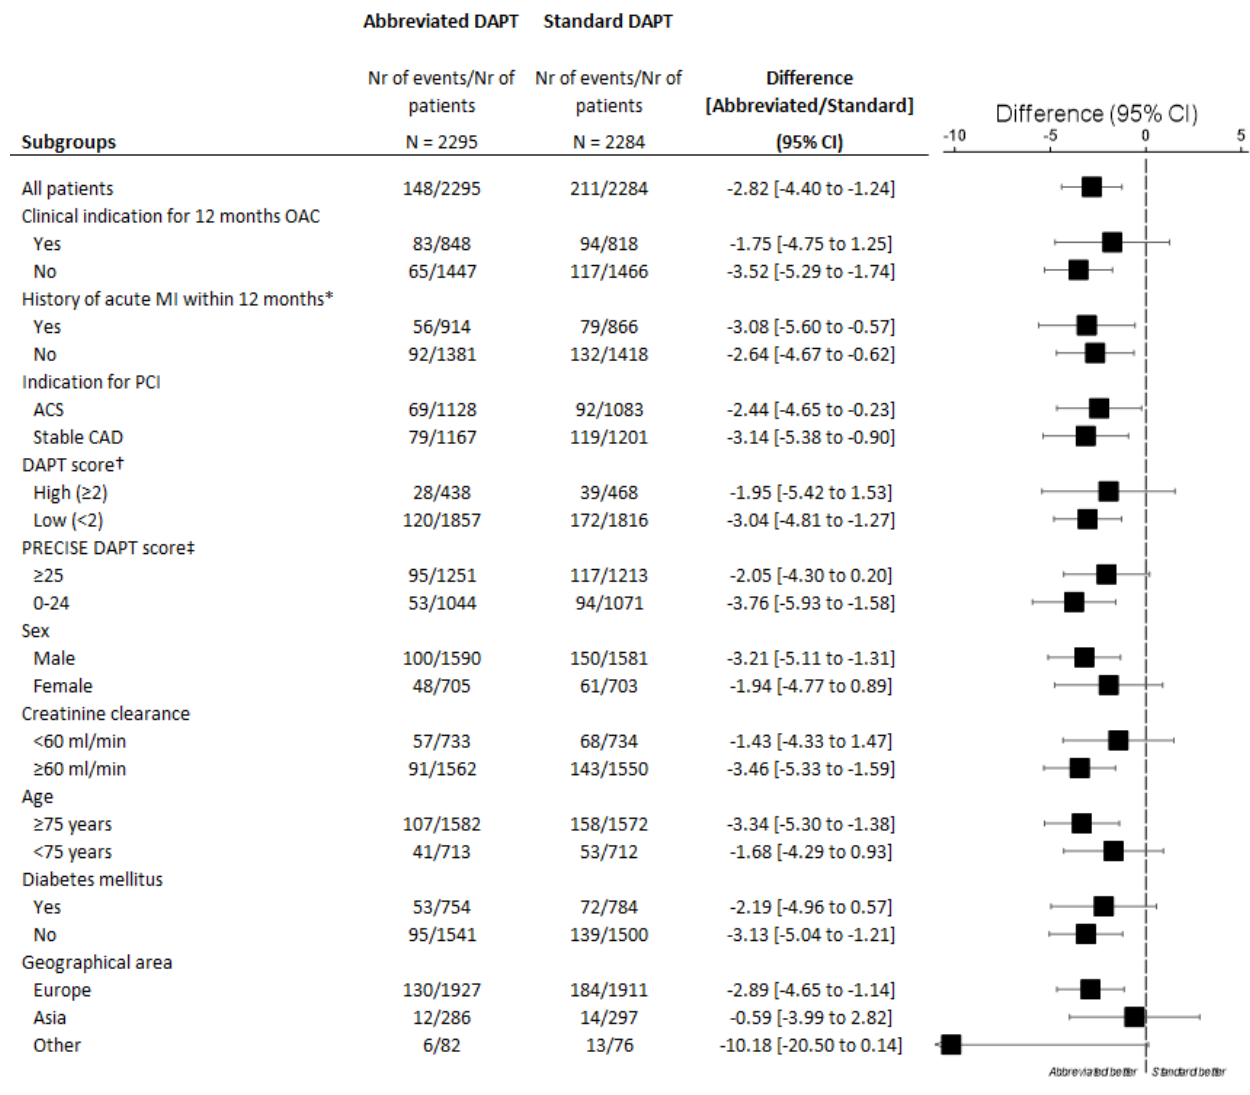 Abbreviated DAPT Standard DAPT
Nr of events/Nr of Nr of events/Nr of Difference
patients patients [Abbreviated/Standard] Difference (95% CI)
Subgroups N = 2295 N = 2284 (95% CI) -10 -5 0 5
All patients 148/2295 211/2284 -2.82 [-4.40 to -1.24]
Clinical indication for 12 months OAC
Yes 83/848 94/818 -1.75 [-4.75 to 1.25]
No 65/1447 117/1466 -3.52 [-5.29 to -1.74]
History of acute MI within 12 months*
Yes 56/914 79/866 -3.08 [-5.60 to -0.57]
No 92/1381 132/1418 -2.64 [-4.67 to -0.62]
Indication for PCI
ACS 69/1128 92/1083 -2.44 [-4.65 to -0.23]
Stable CAD 79/1167 119/1201 -3.14 [-5.38 to -0.90]
DAPT score†
High (≥2) 28/438 39/468 -1.95 [-5.42 to 1.53]
Low (<2) 120/1857 172/1816 -3.04 [-4.81 to -1.27]
PRECISE DAPT score‡
≥25 95/1251 117/1213 -2.05 [-4.30 to 0.20]
0-24 53/1044 94/1071 -3.76 [-5.93 to -1.58]
Sex
Male 100/1590 150/1581 -3.21 [-5.11 to -1.31]
Female 48/705 61/703 -1.94 [-4.77 to 0.89]
Creatinine clearance
<60 ml/min 57/733 68/734 -1.43 [-4.33 to 1.47]
≥60 ml/min 91/1562 143/1550 -3.46 [-5.33 to -1.59]
Age
≥75 years 107/1582 158/1572 -3.34 [-5.30 to -1.38]
<75 years 41/713 53/712 -1.68 [-4.29 to 0.93]
Diabetes mellitus
Yes 53/754 72/784 -2.19 [-4.96 to 0.57]
No 95/1541 139/1500 -3.13 [-5.04 to -1.21]
Geographical area
Europe 130/1927 184/1911 -2.89 [-4.65 to -1.14]
Asia 12/286 14/297 -0.59 [-3.99 to 2.82]
Other 6/82 13/76 -10.18 [-20.50 to 0.14]
Abbreviated better Standard better